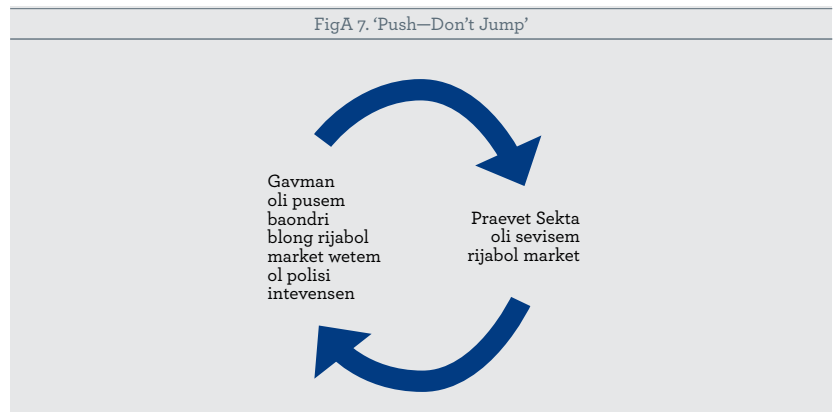 FigA 7. ‘Push—Don’t Jump’
Gavman
oli pusem
baondri
blong rijabol
market wetem
ol polisi
intevensen
Praevet Sekta
oli sevisem
rijabol market